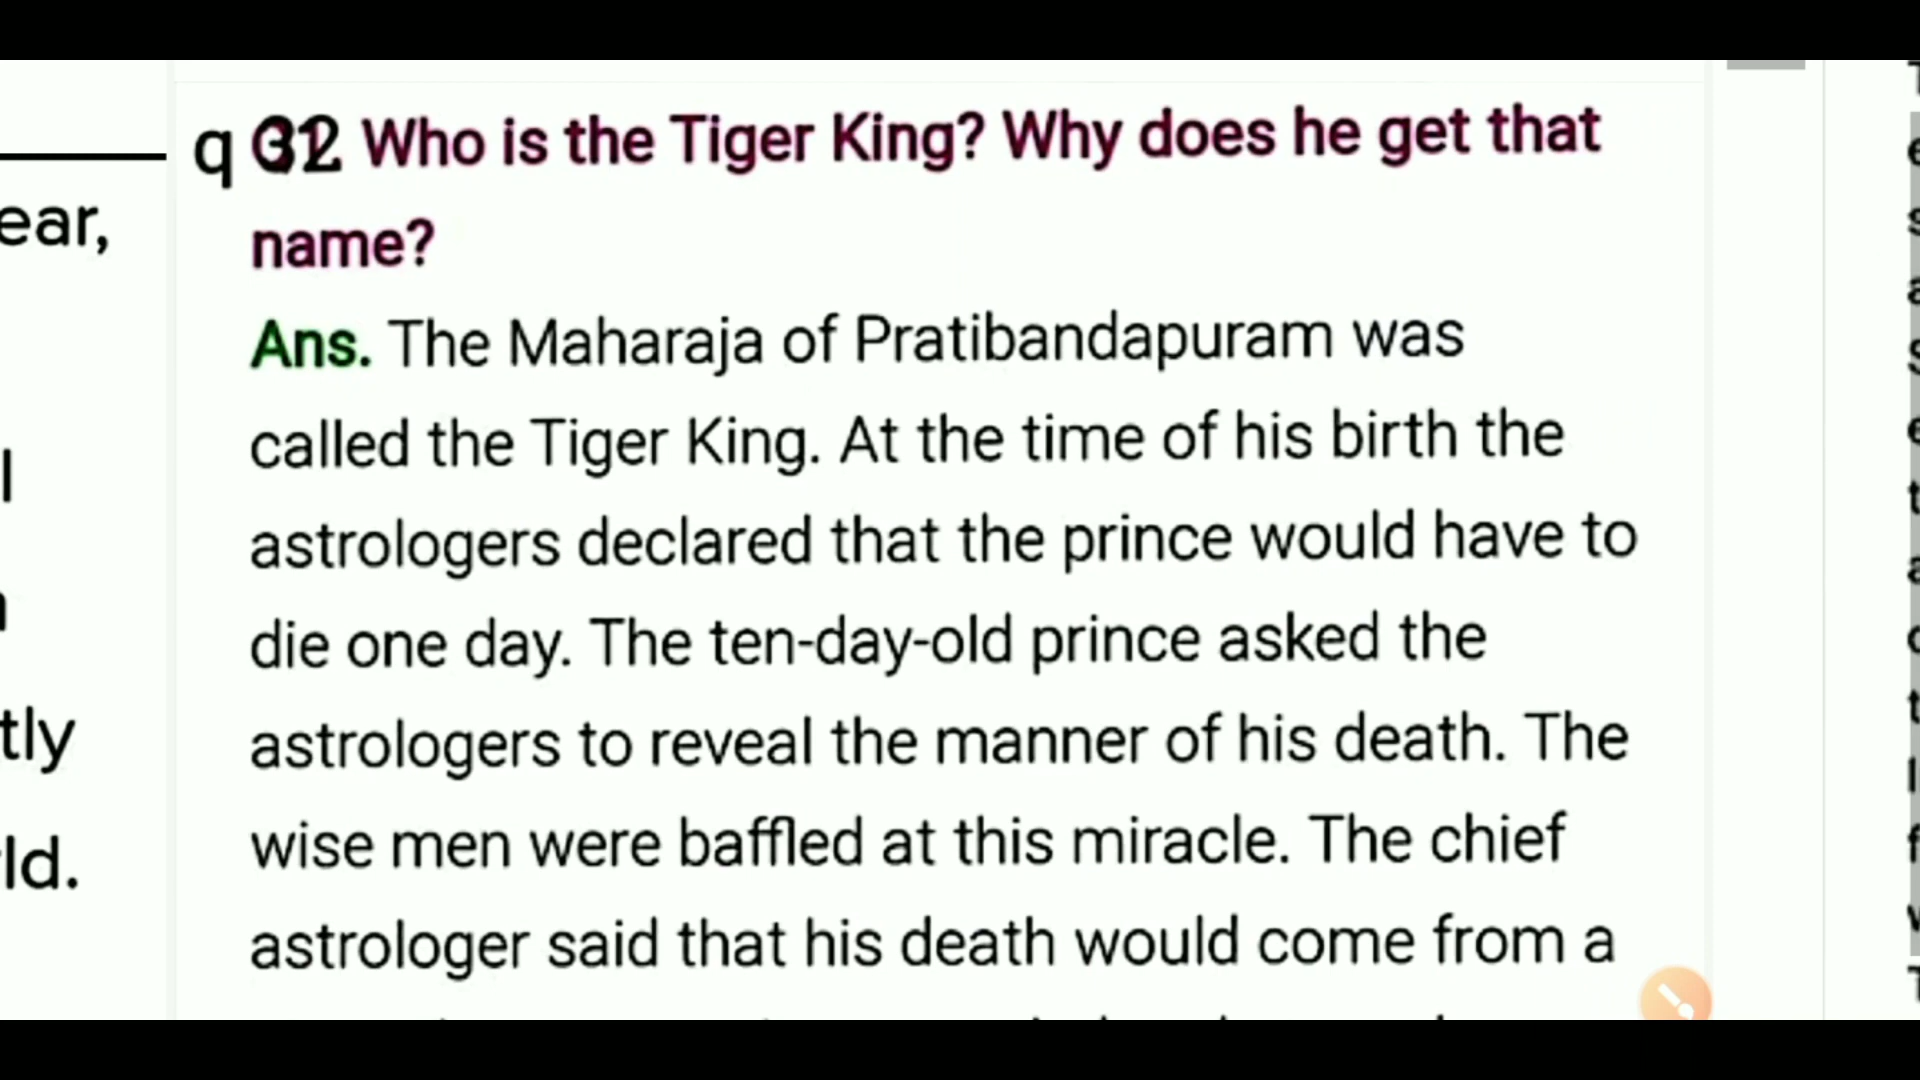 q 32 Who is the Tiger King? Why does he get that
name?
Ans. The Maharaja of Pratibandapuram was
called the Tiger King. At the time of his birth the
astrologers declared that the prince would have to
die one day. The ten-day-old prince asked the
astrologers to reveal the manner of his death. The
wise men were baffled at this miracle. The chief
astrologer said that his death would come from a
ear,
tly
ld.